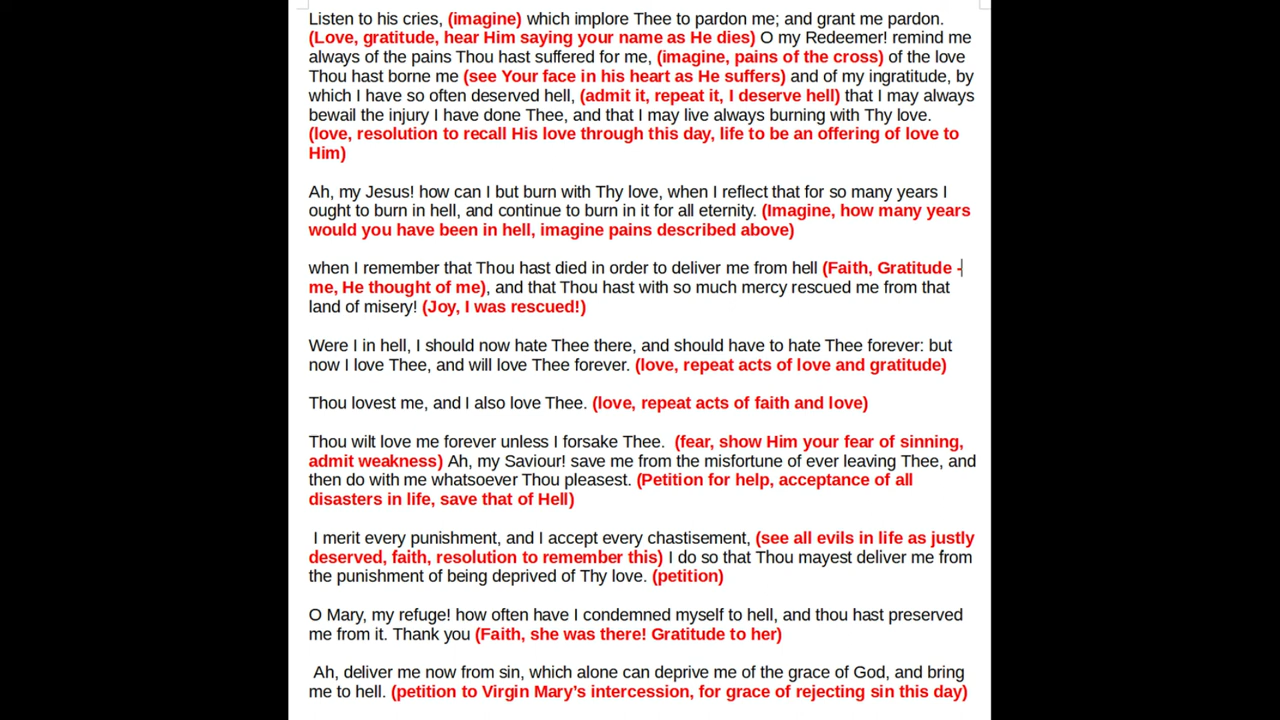 Listen to his cries, (imagine) which implore Thee to pardon me; and grant me pardon.
(Love, gratitude, hear Him saying your name as He dies) O my Redeemer! remind me
always of the pains Thou hast suffered for me, (imagine, pains of the cross) of the love
Thou hast borne me (see Your face in his heart as He suffers) and of my ingratitude, by
which I have so often deserved hell, (admit it, repeat it, I deserve hell) that I may always
bewail the injury I have done Thee, and that I may live always burning with Thy love.
(love, resolution to recall His love through this day, life to be an offering of love to
Him)
Ah, my Jesus! how can I but burn with Thy love, when I reflect that for so many years I
ought to burn in hell, and continue to burn in it for all eternity. (Imagine, how many years
would you have been in hell, imagine pains described above)
when I remember that Thou hast died in order to deliver me from hell (Faith, Gratitude -
me, He thought of me), and that Thou hast with so much mercy rescued me from that
land of misery! (Joy, I was rescued!)
Were I in hell, I should now hate Thee there, and should have to hate Thee forever: but
now I love Thee, and will love Thee forever. (love, repeat acts of love and gratitude)
Thou lovest me, and I also love Thee. (love, repeat acts of faith and love)
Thou wilt love me forever unless I forsake Thee. (fear, show Him your fear of sinning,
admit weakness) Ah, my Saviour! save me from the misfortune of ever leaving Thee, and
then do with me whatsoever Thou pleasest. (Petition for help, acceptance of all
disasters in life, save that of Hell)
I merit every punishment, and I accept every chastisement, (see all evils in life as justly
deserved, faith, resolution to remember this) I do so that Thou mayest deliver me from
the punishment of being deprived of Thy love. (petition)
O Mary, my refuge! how often have I condemned myself to hell, and thou hast preserved
me from it. Thank you (Faith, she was there! Gratitude to her)
Ah, deliver me now from sin, which alone can deprive me of the grace of God, and bring
me to hell. (petition to Virgin Mary's intercession, for grace of rejecting sin this day)